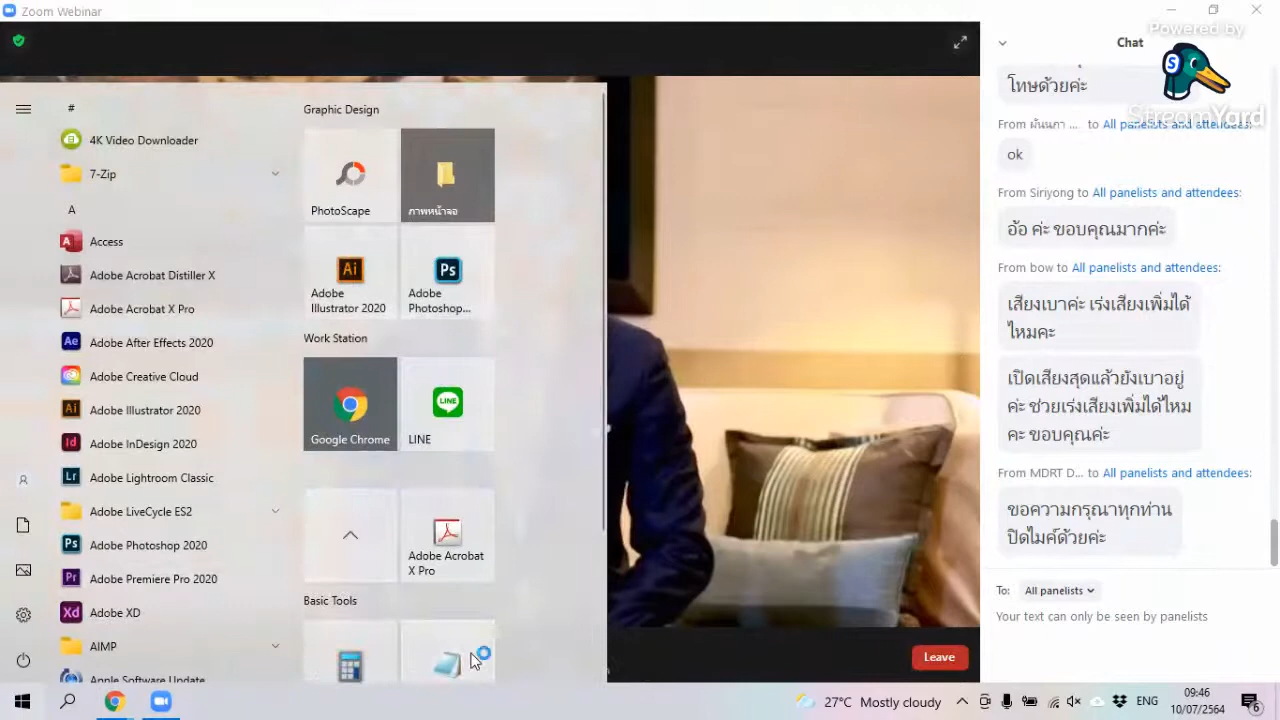 Zoom Webinar
Powered by
Chat
StreamYard
#
4K Video Downloader
7-Zip
A
Access
Adobe Acrobat Distiller X
Adobe Acrobat X Pro
Adobe After Effects 2020
Adobe Creative Cloud
Adobe Illustrator 2020
Adobe InDesign 2020
Adobe Lightroom Classic
Adobe LiveCycle ES2
Adobe Photoshop 2020
Adobe Premiere Pro 2020
Adobe XD
AIMP
Apple Software Update
Graphic Design
PhotoScape
ภาพหน้าจอ
Adobe
Illustrator 2020
Adobe
Photoshop...
Work Station
Google Chrome
LINE
Adobe Acrobat
X Pro
Basic Tools
โทษด้วยค่ะ
to All panelists and attendees:
ok
From Siriyong to All panelists and attendees:
อ้อ ค่ะ ขอบคุณมากค่ะ
From bow to All panelists and attendees:
เสียงเบาค่ะ เร่งเสียงเพิ่มได้
ไหมคะ
เปิดเสียงสุดแล้วยังเบาอยู่
ค่ะ ช่วยเร่งเสียงเพิ่มได้ไหม
คะ ขอบคุณค่ะ
From MDRT D... to All panelists and attendees:
ขอความกรุณาทุกท่าน
ปิดไมค์ด้วยค่ะ
To: All panelists
Your text can only be seen by panelists
Leave
27°C Mostly cloudy
ENG
09:46
10/07/2564
6